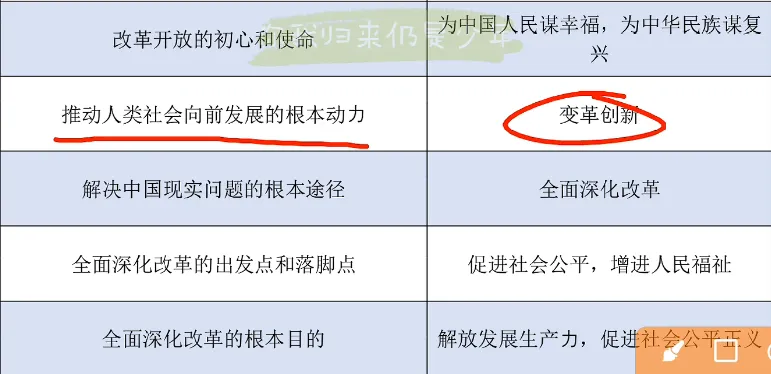 改革开放的初心和使命
为中国人民谋幸福，为中华民族谋复
兴
归来仍是少年
推动人类社会向前发展的根本动力
变革创新
解决中国现实问题的根本途径
全面深化改革
全面深化改革的出发点和落脚点
促进社会公平，增进人民福祉
全面深化改革的根本目的
解放发展生产力，促进社会公平正义